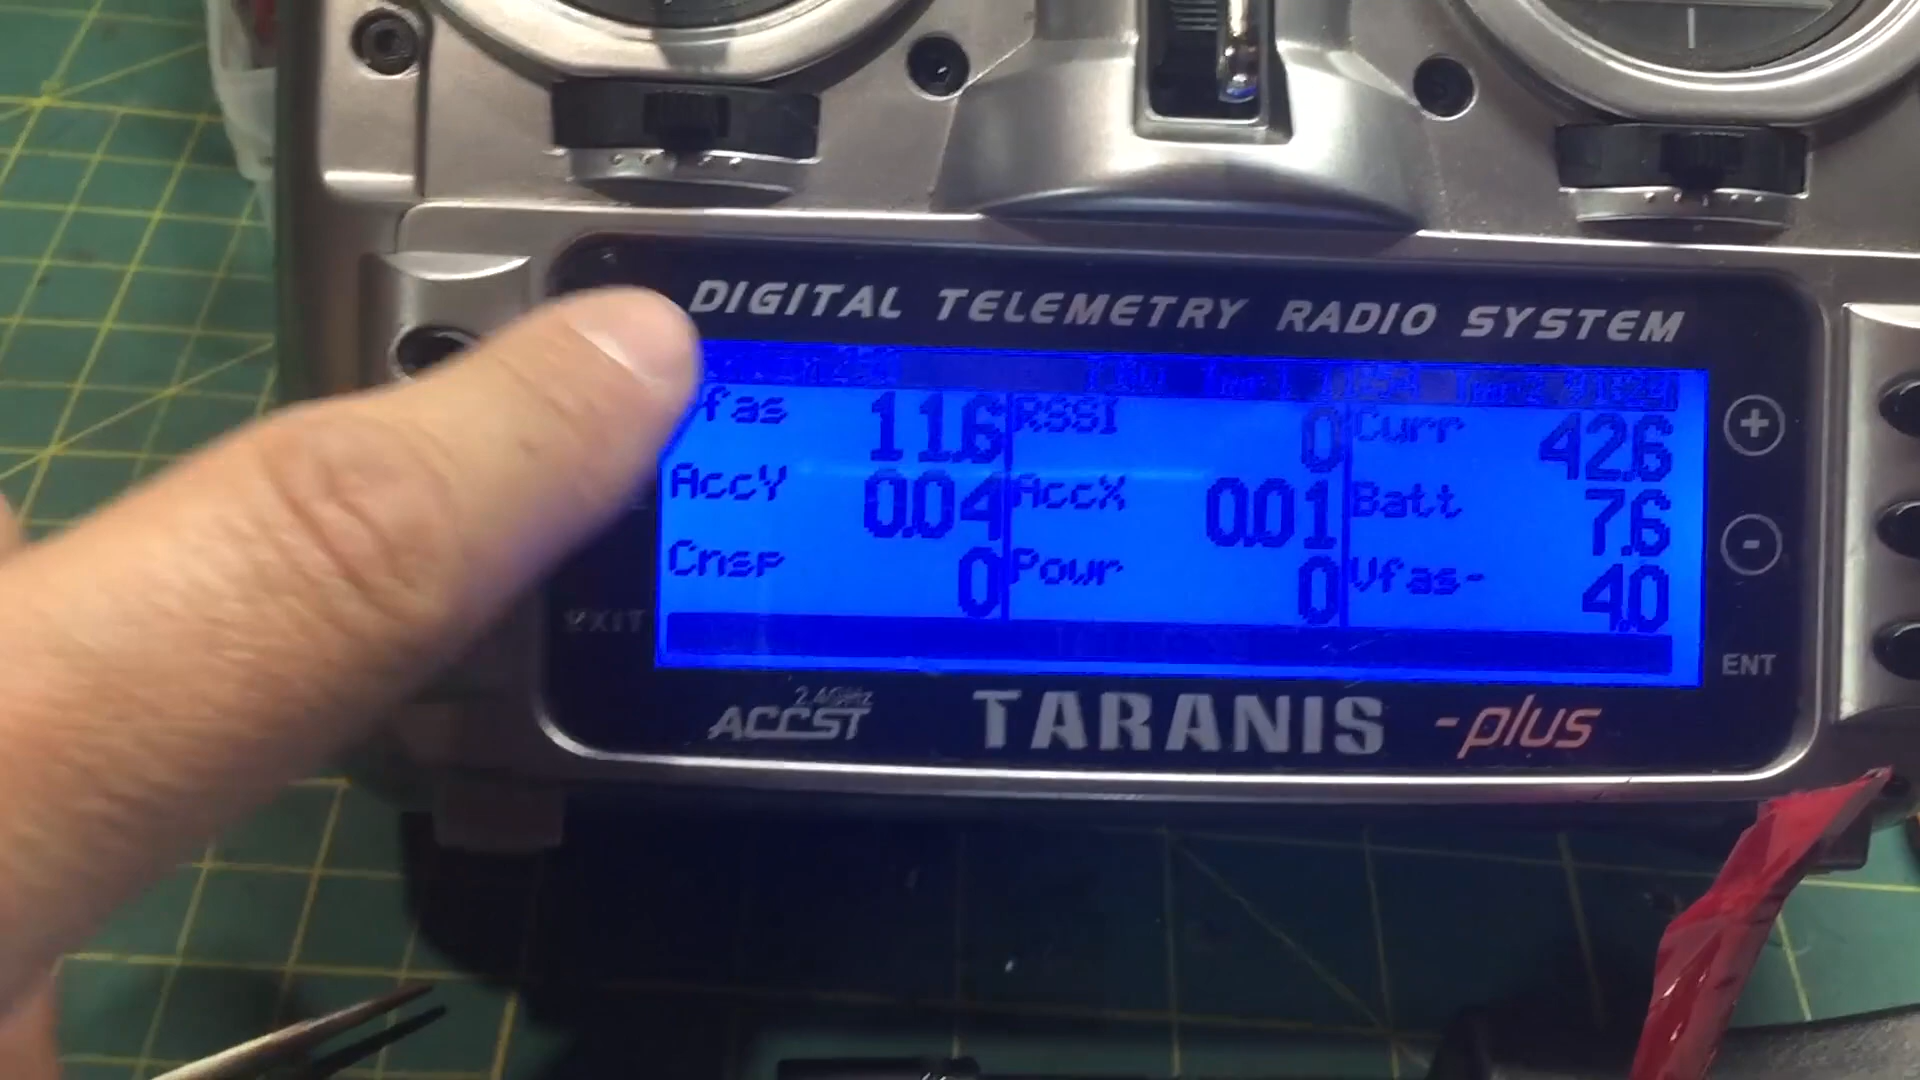 DIGITAL TELEMETRY RADIO SYSTEM
fas 11.6 RSSI 0 Curr 42.6
AccY 0.04 AccX 0.01 Batt 7.6
Cnsp 0 Powr 0 Vfas- 4.0
EXIT
ENT
2.4GHz
ACCST TARANIS -plus